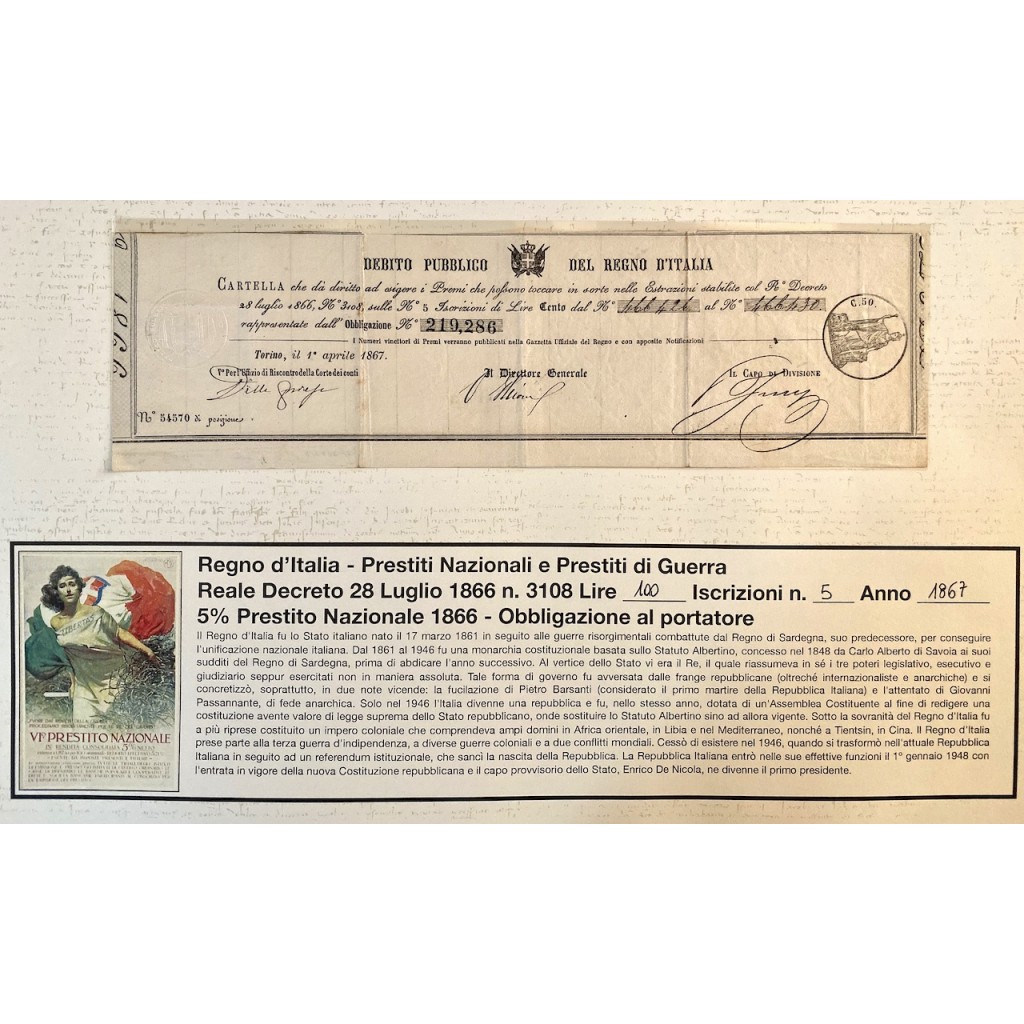 DEBITO PUBBLICO DEL REGNO D'ITALIA
CARTELLA che dà diritto ad esigere i Premi che possono toccare in sorte nelle Estrazioni stabilite col R.º Decreto
28 luglio 1866, Nº 3108, sulle Nº 5 Iscrizioni di Lire Cento dal Nº 466421 al Nº 466430
rappresentate dall'Obbligazione Nº 219,286
C. 50.
I Numeri vincitori di Premi verranno pubblicati nella Gazzetta Uffiziale del Regno e con apposite Notificazioni
Torino, il 1º aprile 1867.
Vº Per l'Uffizio di Riscontro della Corte dei conti
Il Direttore Generale
IL CAPO DI DIVISIONE
Nº 54570 di posizione
Regno d'Italia - Prestiti Nazionali e Prestiti di Guerra
Reale Decreto 28 Luglio 1866 n. 3108 Lire 100 Iscrizioni n. 5 Anno 1867
5% Prestito Nazionale 1866 - Obbligazione al portatore
Il Regno d'Italia fu lo Stato italiano nato il 17 marzo 1861 in seguito alle guerre risorgimentali combattute dal Regno di Sardegna, suo predecessore, per conseguire
l'unificazione nazionale italiana. Dal 1861 al 1946 fu una monarchia costituzionale basata sullo Statuto Albertino, concesso nel 1848 da Carlo Alberto di Savoia ai suoi
sudditi del Regno di Sardegna, prima di abdicare l'anno successivo. Al vertice dello Stato vi era il Re, il quale riassumeva in sé i tre poteri legislativo, esecutivo e
giudiziario seppur esercitati non in maniera assoluta. Tale forma di governo fu avversata dalle frange repubblicane (oltreché internazionaliste e anarchiche) e si
concretizzò, soprattutto, in due note vicende: la fucilazione di Pietro Barsanti (considerato il primo martire della Repubblica Italiana) e l'attentato di Giovanni
Passannante, di fede anarchica. Solo nel 1946 l'Italia divenne una repubblica e fu, nello stesso anno, dotata di un'Assemblea Costituente al fine di redigere una
costituzione avente valore di legge suprema dello Stato repubblicano, onde sostituire lo Statuto Albertino sino ad allora vigente. Sotto la sovranità del Regno d'Italia fu
a più riprese costituito un impero coloniale che comprendeva ampi domini in Africa orientale, in Libia e nel Mediterraneo, nonché a Tientsin, in Cina. Il Regno d'Italia
prese parte alla terza guerra d'indipendenza, a diverse guerre coloniali e a due conflitti mondiali. Cessò di esistere nel 1946, quando si trasformò nell'attuale Repubblica
Italiana in seguito ad un referendum istituzionale, che sancì la nascita della Repubblica. La Repubblica Italiana entrò nelle sue effettive funzioni il 1º gennaio 1948 con
l'entrata in vigore della nuova Costituzione repubblicana e il capo provvisorio dello Stato, Enrico De Nicola, ne divenne il primo presidente.
LIBERTAS
VIº PRESTITO NAZIONALE